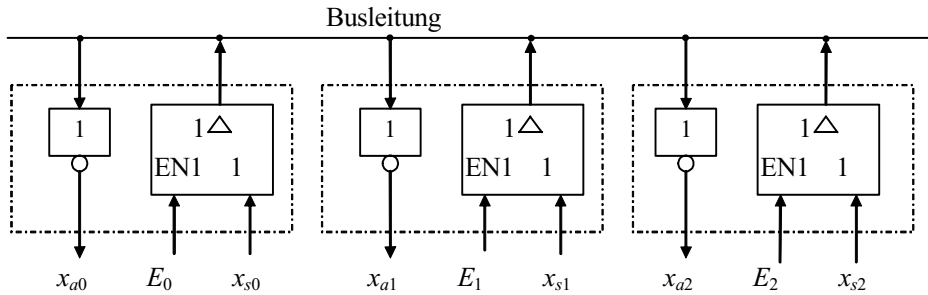 Busleitung
1 1 1 1 1 1
EN1 1 EN1 1 EN1 1
xa0 E0 xs0 xa1 E1 xs1 xa2 E2 xs2